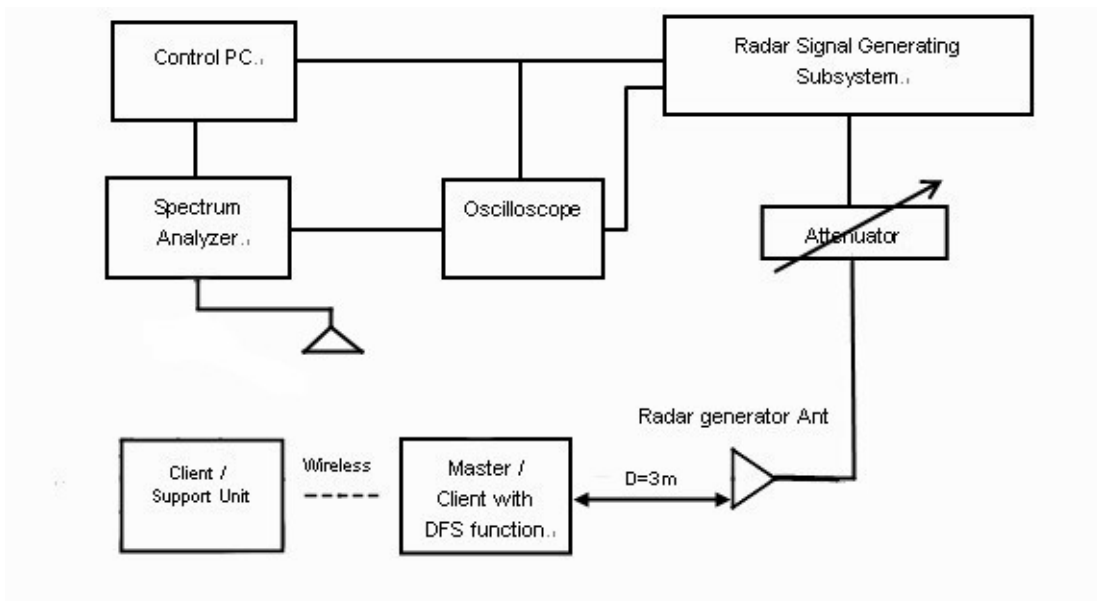 Control PC.
Radar Signal Generating
Subsystem.
Spectrum
Analyzer.
Oscilloscope
Attenuator
Radar generator Ant
Client /
Support Unit
Wireless
Master /
Client with
DFS function.
D=3m